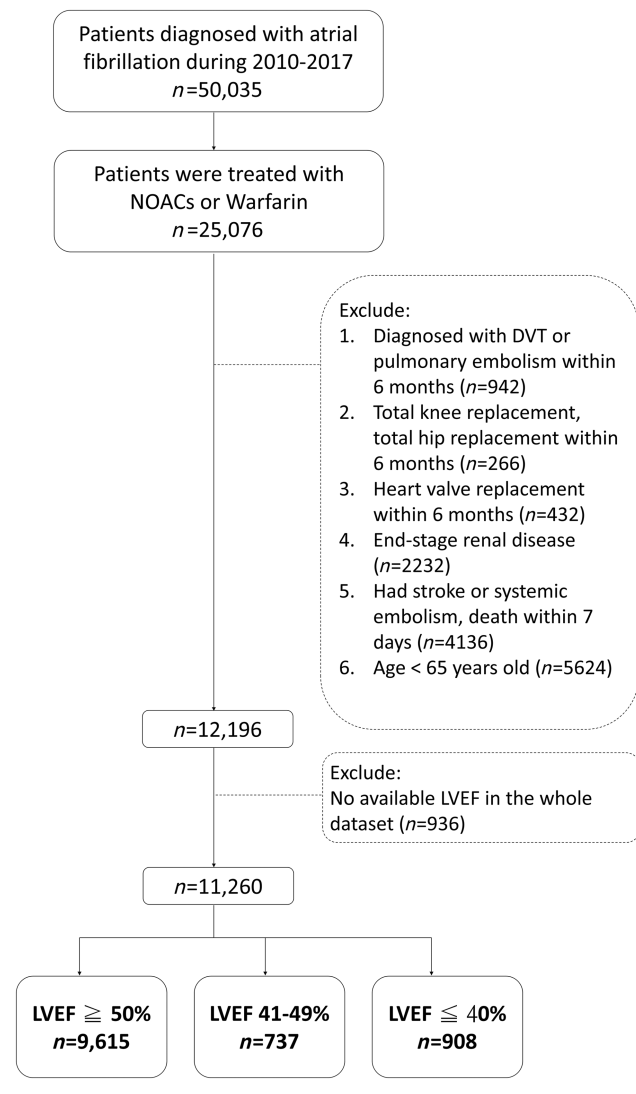 Patients diagnosed with atrial
fibrillation during 2010-2017
n=50,035
Patients were treated with
NOACs or Warfarin
n=25,076
Exclude:
1. Diagnosed with DVT or
pulmonary embolism within
6 months (n=942)
2. Total knee replacement,
total hip replacement within
6 months (n=266)
3. Heart valve replacement
within 6 months (n=432)
4. End-stage renal disease
(n=2232)
5. Had stroke or systemic
embolism, death within 7
days (n=4136)
6. Age < 65 years old (n=5624)
n=12,196
Exclude:
No available LVEF in the whole
dataset (n=936)
n=11,260
LVEF ≧ 50%
n=9,615
LVEF 41-49%
n=737
LVEF ≦ 40%
n=908